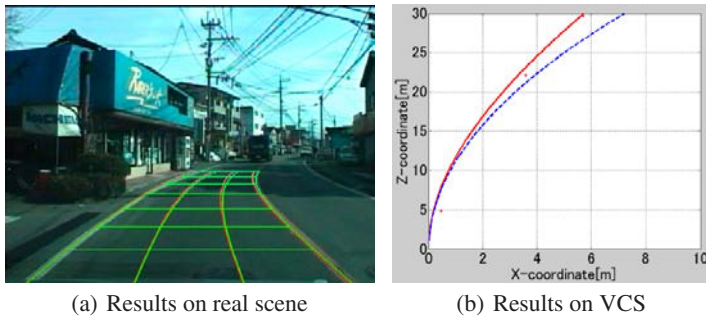 MICHEL
30
25
20
15
10
5
0
0 2 4 6 8 10
Z-coordinate[m]
X-coordinate[m]
(a) Results on real scene
(b) Results on VCS